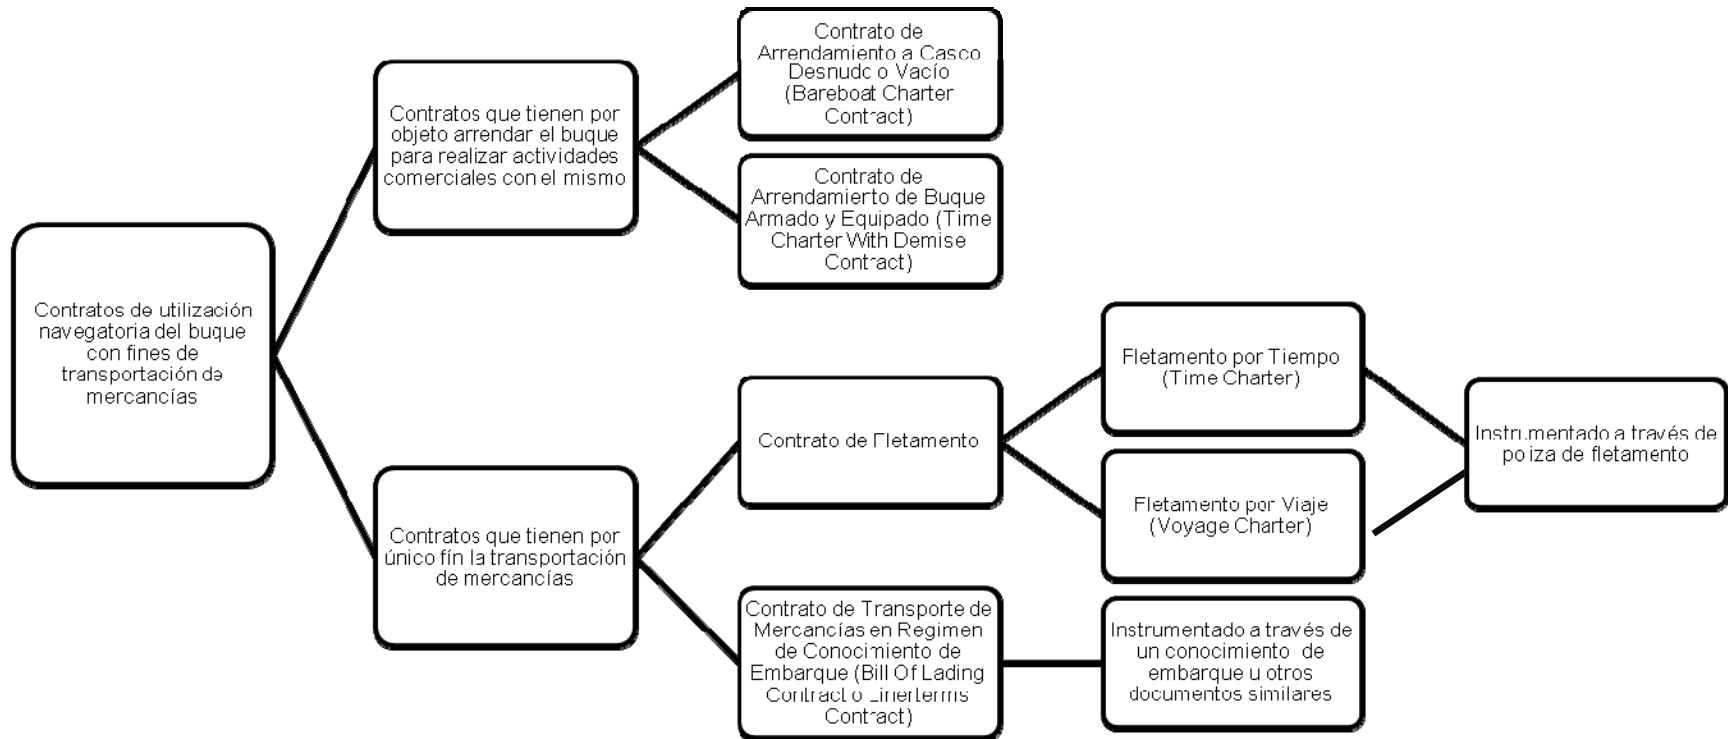 Contratos de utilización
navegatoria del buque
con fines de
transportación de
mercancías
Contratos que tienen por
objeto arrendar el buque
para realizar actividades
comerciales con el mismo
Contrato de
Arrendamiento a Casco
Desnudo o Vacío
(Bareboat Charter
Contract)
Contrato de
Arrendamiento de Buque
Armado y Equipado (Time
Charter With Demise
Contract)
Contratos que tienen por
único fín la transportación
de mercancías
Contrato de Fletamento
Fletamento por Tiempo
(Time Charter)
Fletamento por Viaje
(Voyage Charter)
Instrumentado a través de
poliza de fletamento
Contrato de Transporte de
Mercancías en Regimen
de Conocimiento de
Embarque (Bill Of Lading
Contract o Linerterms
Contract)
Instrumentado a través de
un conocimiento de
embarque u otros
documentos similares